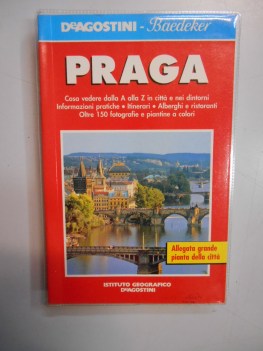 DeAGOSTINI - Baedeker
PRAGA
Cosa vedere dalla A alla Z in città e nei dintorni
Informazioni pratiche • Itinerari • Alberghi e ristoranti
Oltre 150 fotografie e piantine a colori
Allegata grande
pianta della città
ISTITUTO GEOGRAFICO
DeAGOSTINI